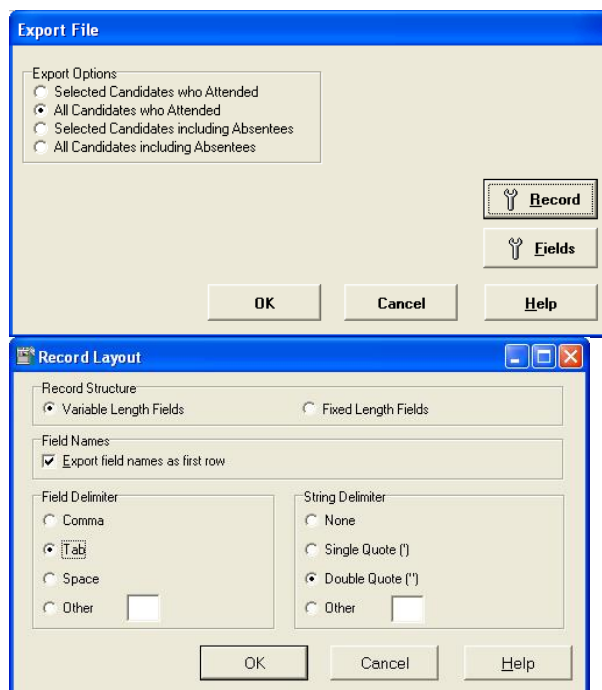 Export File
Export Options
Selected Candidates who Attended
All Candidates who Attended
Selected Candidates including Absentees
All Candidates including Absentees
Record
Fields
OK Cancel Help
Record Layout
Record Structure
Variable Length Fields Fixed Length Fields
Field Names
Export field names as first row
Field Delimiter String Delimiter
Comma None
Tab Single Quote (')
Space Double Quote (")
Other Other
OK Cancel Help